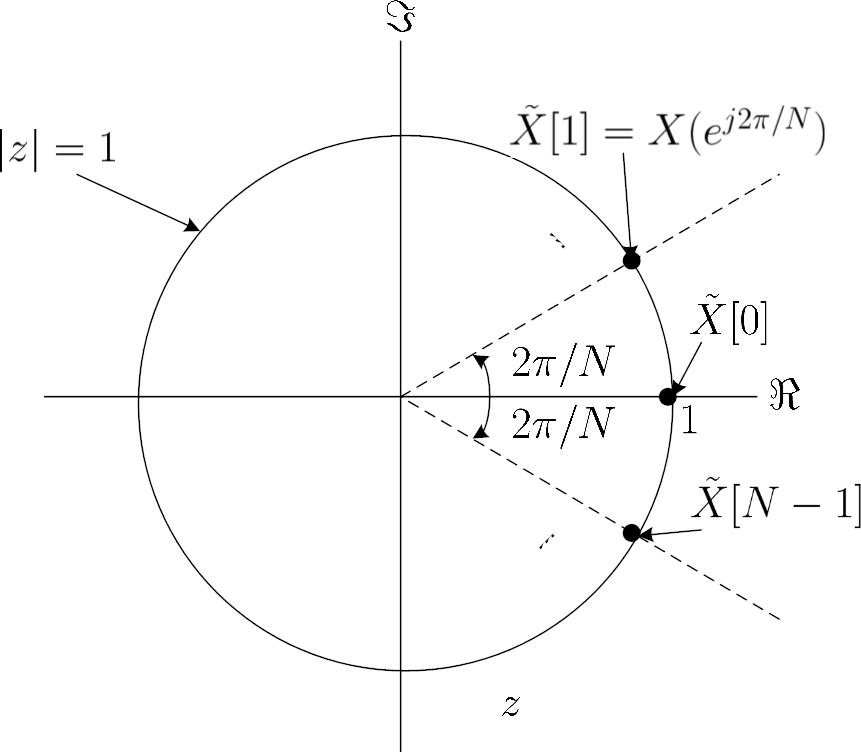 ℑ
X̃[1] = X(e^{j2π/N})
|z| = 1
X̃[0]
2π/N
ℜ
2π/N
1
X̃[N − 1]
z